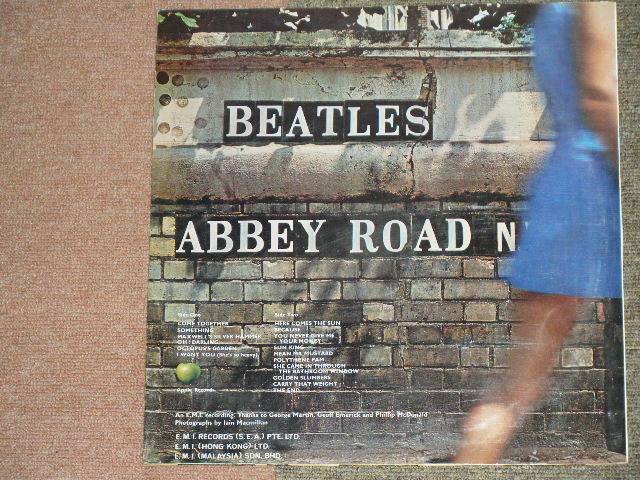 BEATLES
ABBEY ROAD N
Side One
COME TOGETHER
SOMETHING
MAXWELL'S SILVER HAMMER
OH! DARLING
OCTOPUS'S GARDEN
I WANT YOU (She's so heavy)
Apple Records
Side Two
HERE COMES THE SUN
BECAUSE
YOU NEVER GIVE ME
YOUR MONEY
SUN KING
MEAN MR MUSTARD
POLYTHENE PAM
SHE CAME IN THROUGH
THE BATHROOM WINDOW
GOLDEN SLUMBERS
CARRY THAT WEIGHT
THE END
An E.M.I. recording. Thanks to George Martin, Geoff Emerick and Phillip McDonald
Photographs by Iain Macmillan
E.M.I. RECORDS (S.E.A.) PTE. LTD.
E.M.I. (HONG KONG) LTD
E.M.I. (MALAYSIA) SDN. BHD.